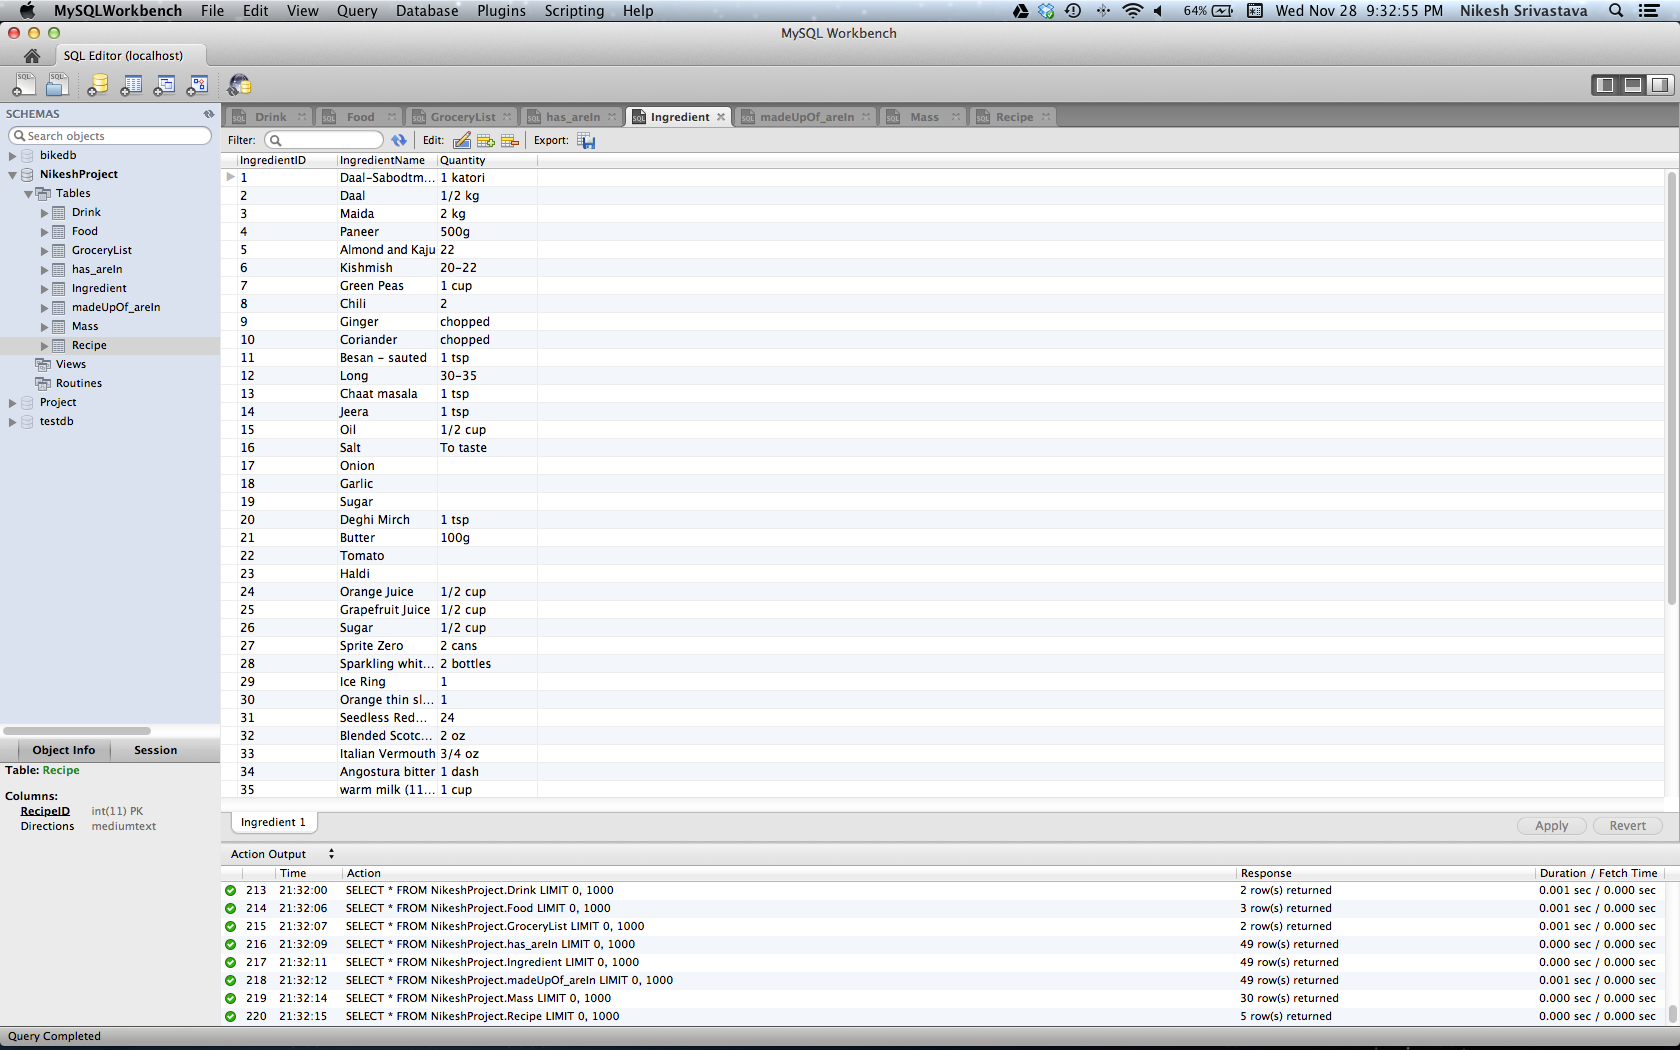 MySQLWorkbench File Edit View Query Database Plugins Scripting Help 64% Wed Nov 28 9:32:55 PM Nikesh Srivastava
MySQL Workbench
SQL Editor (localhost)
SCHEMAS
Search objects
bikedb
NikeshProject
Tables
Drink
Food
GroceryList
has_areIn
Ingredient
madeUpOf_areIn
Mass
Recipe
Views
Routines
Project
testdb
Object Info Session
Table: Recipe
Columns:
RecipeID int(11) PK
Directions mediumtext
Drink Food GroceryList has_areIn Ingredient madeUpOf_areIn Mass Recipe
Filter: Edit: Export:
IngredientID IngredientName Quantity
1 Daal-Sabodtm... 1 katori
2 Daal 1/2 kg
3 Maida 2 kg
4 Paneer 500g
5 Almond and Kaju 22
6 Kishmish 20-22
7 Green Peas 1 cup
8 Chili 2
9 Ginger chopped
10 Coriander chopped
11 Besan - sauted 1 tsp
12 Long 30-35
13 Chaat masala 1 tsp
14 Jeera 1 tsp
15 Oil 1/2 cup
16 Salt To taste
17 Onion
18 Garlic
19 Sugar
20 Deghi Mirch 1 tsp
21 Butter 100g
22 Tomato
23 Haldi
24 Orange Juice 1/2 cup
25 Grapefruit Juice 1/2 cup
26 Sugar 1/2 cup
27 Sprite Zero 2 cans
28 Sparkling whit... 2 bottles
29 Ice Ring 1
30 Orange thin sl... 1
31 Seedless Red... 24
32 Blended Scotc... 2 oz
33 Italian Vermouth 3/4 oz
34 Angostura bitter 1 dash
35 warm milk (11... 1 cup
Ingredient 1
Apply Revert
Action Output
Time Action Response Duration / Fetch Time
213 21:32:00 SELECT * FROM NikeshProject.Drink LIMIT 0, 1000 2 row(s) returned 0.001 sec / 0.000 sec
214 21:32:06 SELECT * FROM NikeshProject.Food LIMIT 0, 1000 3 row(s) returned 0.001 sec / 0.000 sec
215 21:32:07 SELECT * FROM NikeshProject.GroceryList LIMIT 0, 1000 2 row(s) returned 0.001 sec / 0.000 sec
216 21:32:09 SELECT * FROM NikeshProject.has_areIn LIMIT 0, 1000 49 row(s) returned 0.000 sec / 0.000 sec
217 21:32:11 SELECT * FROM NikeshProject.Ingredient LIMIT 0, 1000 49 row(s) returned 0.000 sec / 0.000 sec
218 21:32:12 SELECT * FROM NikeshProject.madeUpOf_areIn LIMIT 0, 1000 49 row(s) returned 0.001 sec / 0.000 sec
219 21:32:14 SELECT * FROM NikeshProject.Mass LIMIT 0, 1000 30 row(s) returned 0.000 sec / 0.000 sec
220 21:32:15 SELECT * FROM NikeshProject.Recipe LIMIT 0, 1000 5 row(s) returned 0.000 sec / 0.000 sec
Query Completed